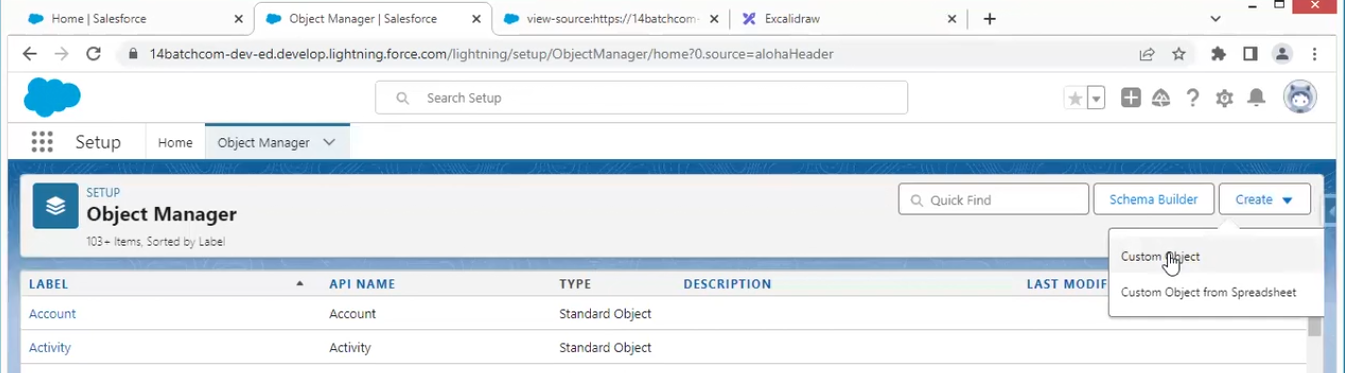 Home | Salesforce
Object Manager | Salesforce
view-source:https://14batchcom-
Excalidraw
14batchcom-dev-ed.develop.lightning.force.com/lightning/setup/ObjectManager/home?0.source=alohaHeader
Search Setup
Setup
Home
Object Manager
SETUP
Object Manager
103+ Items, Sorted by Label
Quick Find
Schema Builder
Create
Custom Object
Custom Object from Spreadsheet
LABEL API NAME TYPE DESCRIPTION LAST MODIF
Account Account Standard Object
Activity Activity Standard Object